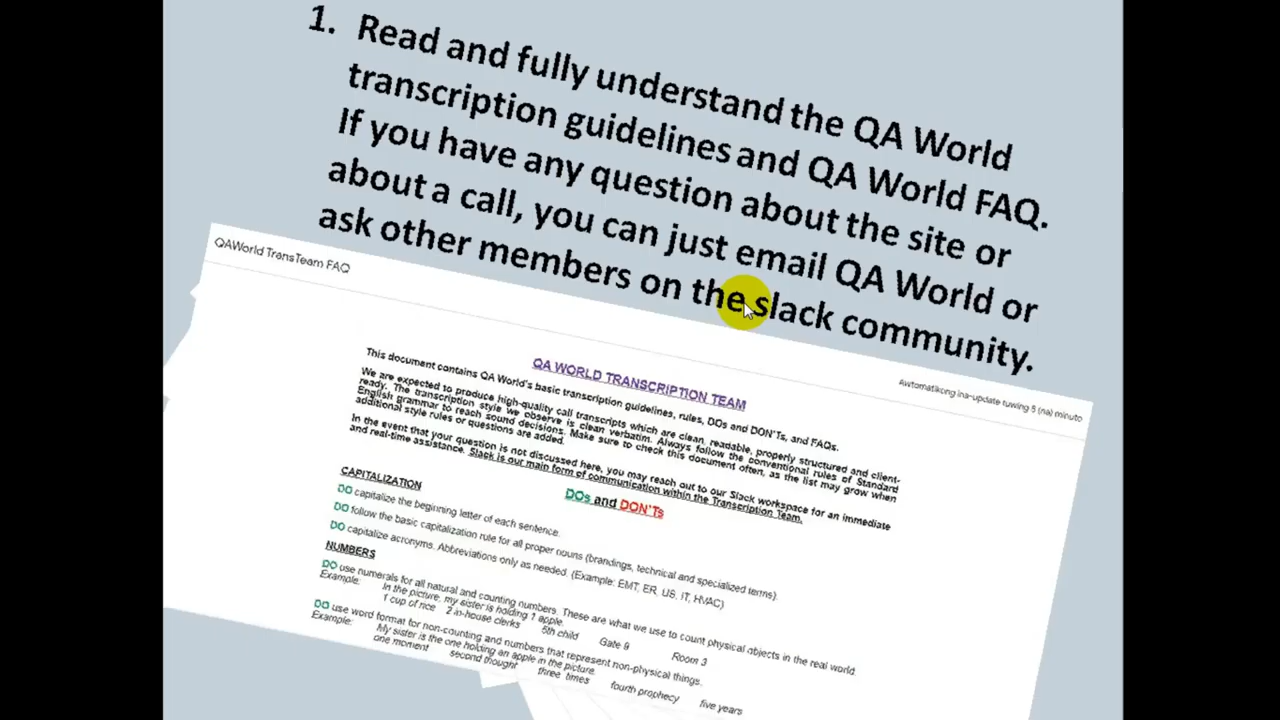 1. Read and fully understand the QA World
transcription guidelines and QA World FAQ.
If you have any question about the site or
about a call, you can just email QA World or
ask other members on the slack community.
QAWorld TransTeam FAQ
Awtomatikong ina-update tuwing 5 (na) minuto
QA WORLD TRANSCRIPTION TEAM
This document contains QA World's basic transcription guidelines, rules, DOs and DON'Ts, and FAQs.
We are expected to produce high-quality call transcripts which are clean, readable, properly structured and client-
ready. The transcription style we observe is clean verbatim. Always follow the conventional rules of Standard
English grammar to reach sound decisions. Make sure to check this document often, as the list may grow when
additional style rules or questions are added.
In the event that your question is not discussed here, you may reach out to our Slack workspace for an immediate
and real-time assistance. Slack is our main form of communication within the Transcription Team.
DOs and DON'Ts
CAPITALIZATION
DO capitalize the beginning letter of each sentence.
DO follow the basic capitalization rule for all proper nouns (brandings, technical and specialized terms).
DO capitalize acronyms. Abbreviations only as needed. (Example: EMT, ER, US, IT, HVAC)
NUMBERS
DO use numerals for all natural and counting numbers. These are what we use to count physical objects in the real world.
Example: In the picture, my sister is holding 1 apple.
1 cup of rice 2 in-house clerks 5th child Gate 9 Room 3
DO use word format for non-counting and numbers that represent non-physical things.
Example: My sister is the one holding an apple in the picture.
one moment second thought three times fourth prophecy five years